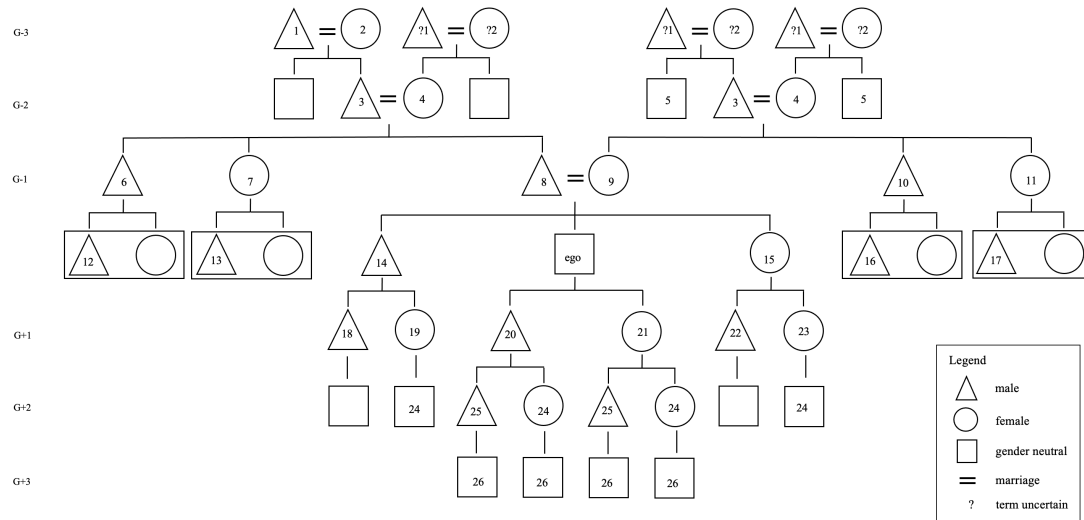 G-3 1 = 2 ?1 = ?2 ?1 = ?2 ?1 = ?2
G-2 3 = 4 5 3 = 4 5
G-1 6 7 8 = 9 10 11
12 13 14 ego 15 16 17
G+1 18 19 20 21 22 23
G+2 24 25 24 25 24 24
G+3 26 26 26 26
Legend
male
female
gender neutral
= marriage
? term uncertain